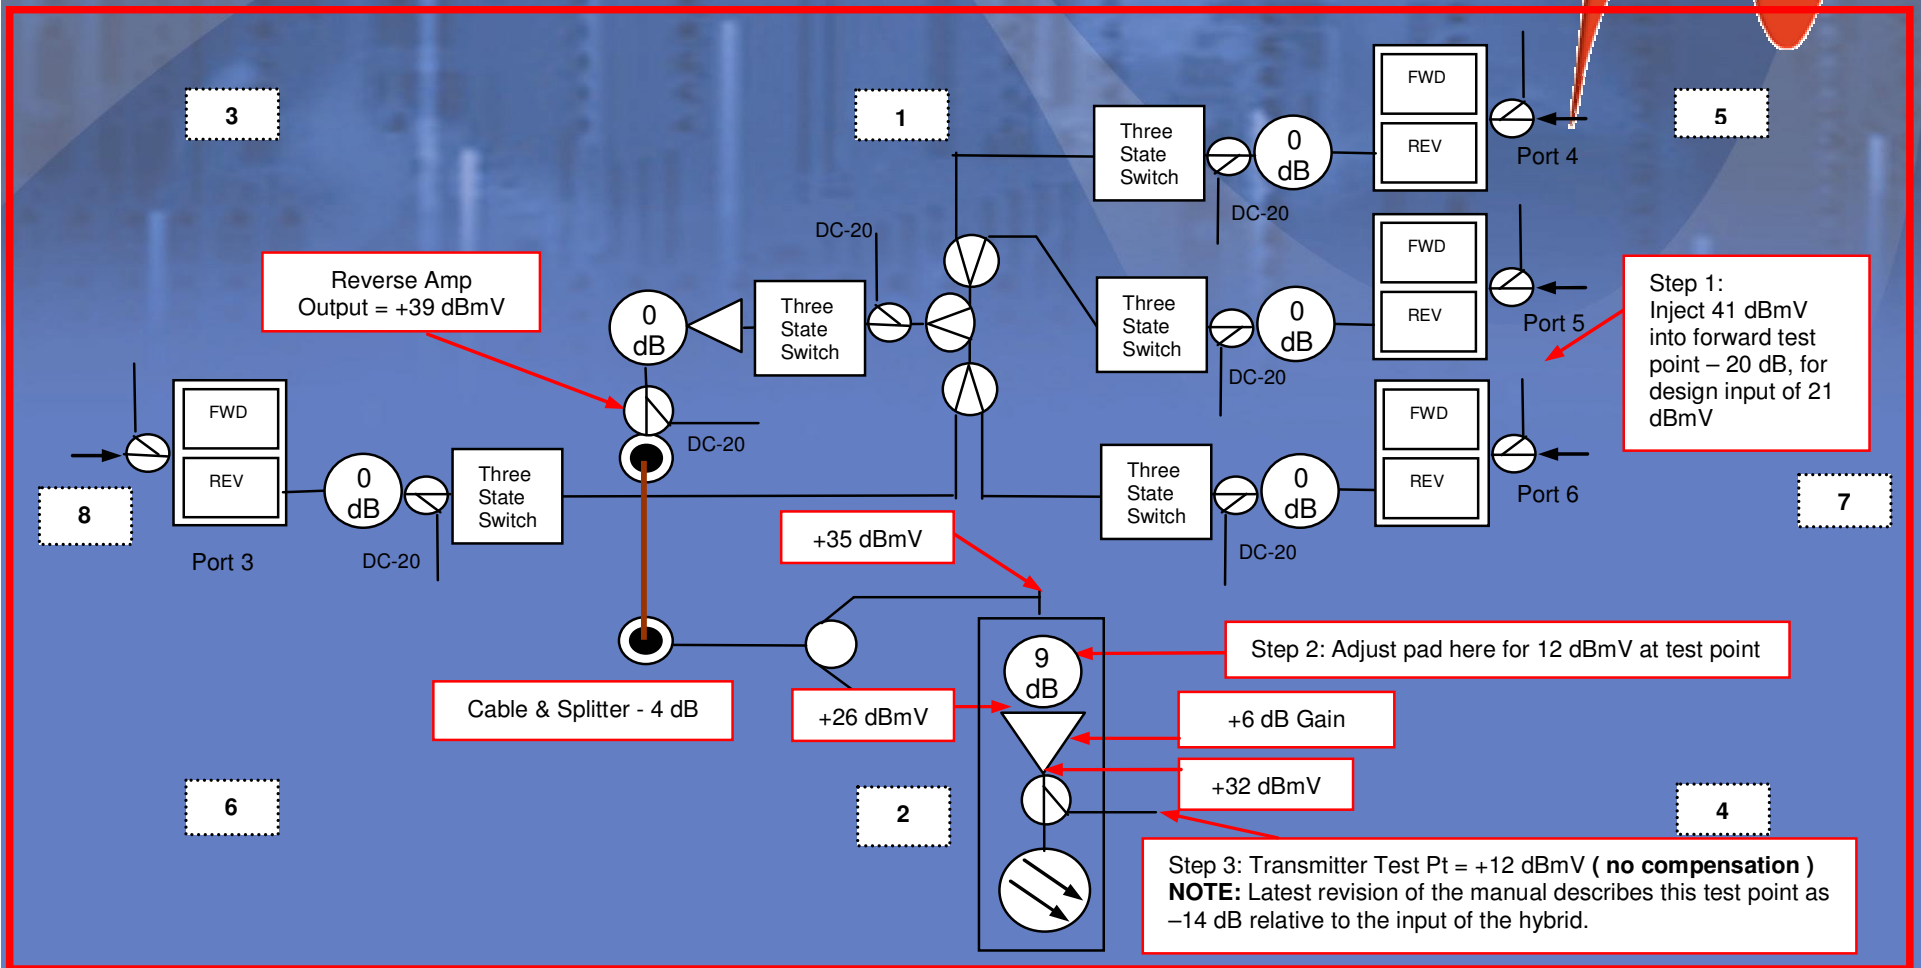 3
1
5
Three
State
Switch
0
dB
FWD
REV
Port 4
DC-20
DC-20
Reverse Amp
Output = +39 dBmV
0
dB
Three
State
Switch
Three
State
Switch
0
dB
FWD
REV
Port 5
DC-20
Step 1:
Inject 41 dBmV
into forward test
point – 20 dB, for
design input of 21
dBmV
FWD
REV
0
dB
DC-20
Three
State
Switch
Port 3
DC-20
8
Three
State
Switch
0
dB
FWD
REV
Port 6
DC-20
7
+35 dBmV
9
dB
Step 2: Adjust pad here for 12 dBmV at test point
Cable & Splitter - 4 dB
+26 dBmV
+6 dB Gain
+32 dBmV
6
2
4
Step 3: Transmitter Test Pt = +12 dBmV ( no compensation )
NOTE: Latest revision of the manual describes this test point as
–14 dB relative to the input of the hybrid.